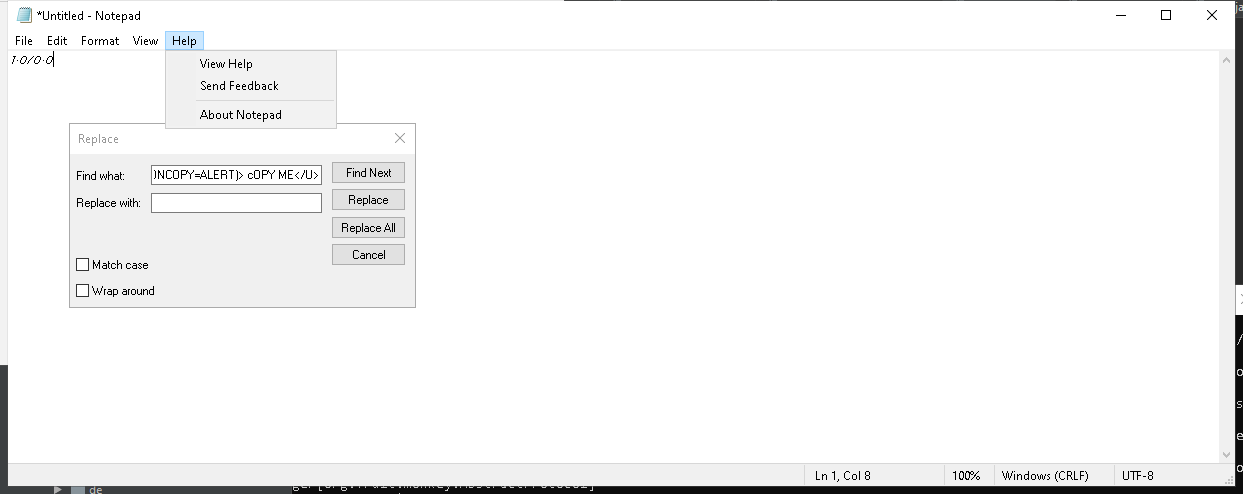 *Untitled - Notepad
File Edit Format View Help
1·0/0·0
View Help
Send Feedback
About Notepad
Replace
Find what: )NCOPY=ALERT)> cOPY ME</U> Find Next
Replace with: Replace
Replace All
Cancel
Match case
Wrap around
Ln 1, Col 8 100% Windows (CRLF) UTF-8
de